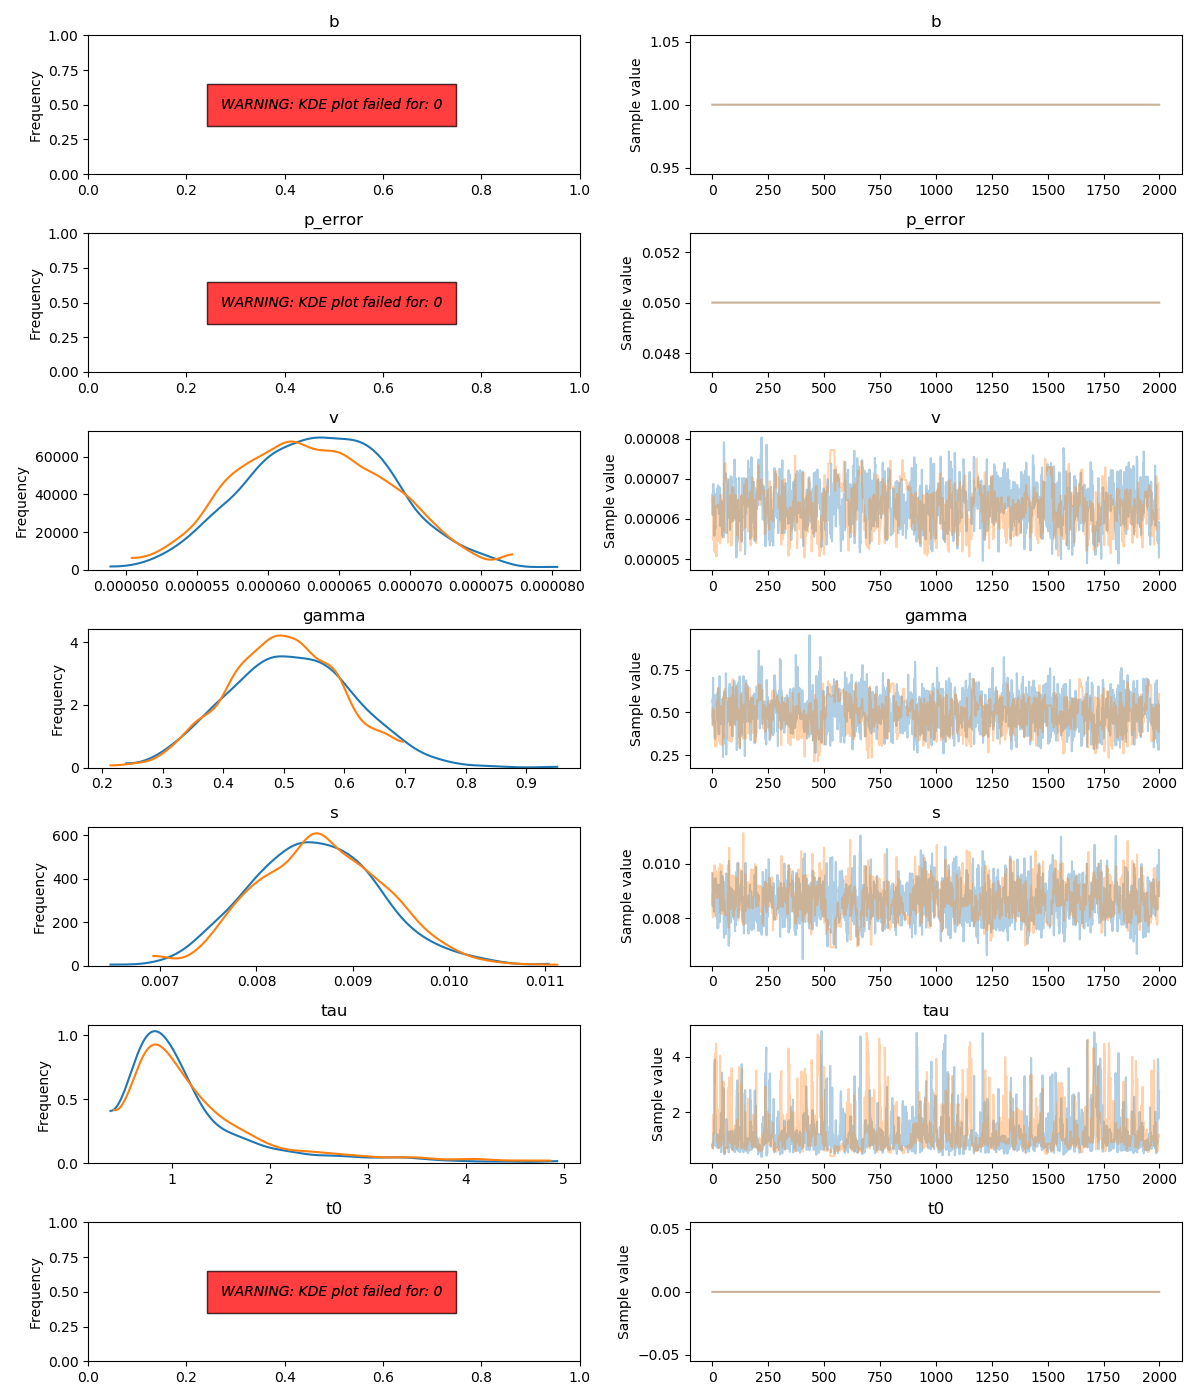 b
1.00
0.75
0.50
0.25
0.00
Frequency
WARNING: KDE plot failed for: 0
0.0 0.2 0.4 0.6 0.8 1.0
b
1.05
1.00
0.95
Sample value
0 250 500 750 1000 1250 1500 1750 2000
p_error
1.00
0.75
0.50
0.25
0.00
Frequency
WARNING: KDE plot failed for: 0
0.0 0.2 0.4 0.6 0.8 1.0
p_error
0.052
0.050
0.048
Sample value
0 250 500 750 1000 1250 1500 1750 2000
v
60000
40000
20000
0
Frequency
0.000050 0.000055 0.000060 0.000065 0.000070 0.000075 0.000080
v
0.00008
0.00007
0.00006
0.00005
Sample value
0 250 500 750 1000 1250 1500 1750 2000
gamma
4
2
0
Frequency
0.2 0.3 0.4 0.5 0.6 0.7 0.8 0.9
gamma
0.75
0.50
0.25
Sample value
0 250 500 750 1000 1250 1500 1750 2000
s
600
400
200
0
Frequency
0.007 0.008 0.009 0.010 0.011
s
0.010
0.008
Sample value
0 250 500 750 1000 1250 1500 1750 2000
tau
1.0
0.5
0.0
Frequency
1 2 3 4 5
tau
4
2
Sample value
0 250 500 750 1000 1250 1500 1750 2000
t0
1.00
0.75
0.50
0.25
0.00
Frequency
WARNING: KDE plot failed for: 0
0.0 0.2 0.4 0.6 0.8 1.0
t0
0.05
0.00
−0.05
Sample value
0 250 500 750 1000 1250 1500 1750 2000